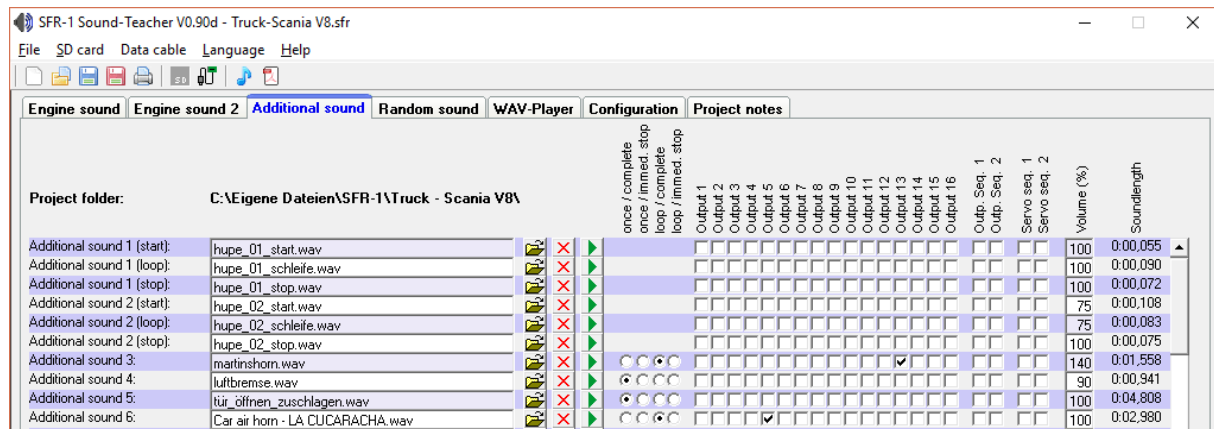 SFR-1 Sound-Teacher V0.90d - Truck-Scania V8.sfr
File SD card Data cable Language Help
SD
Engine sound Engine sound 2 Additional sound Random sound WAV-Player Configuration Project notes
Project folder: C:\Eigene Dateien\SFR-1\Truck - Scania V8\
once / complete
once / immed. stop
loop / complete
loop / immed. stop
Output 1
Output 2
Output 3
Output 4
Output 5
Output 6
Output 7
Output 8
Output 9
Output 10
Output 11
Output 12
Output 13
Output 14
Output 15
Output 16
Outp. Seq. 1
Outp. Seq. 2
Servo seq. 1
Servo seq. 2
Volume (%)
Soundlength
Additional sound 1 (start): hupe_01_start.wav 100 0:00,055
Additional sound 1 (loop): hupe_01_schleife.wav 100 0:00,090
Additional sound 1 (stop): hupe_01_stop.wav 100 0:00,072
Additional sound 2 (start): hupe_02_start.wav 75 0:00,108
Additional sound 2 (loop): hupe_02_schleife.wav 75 0:00,083
Additional sound 2 (stop): hupe_02_stop.wav 100 0:00,075
Additional sound 3: martinshorn.wav 140 0:01,558
Additional sound 4: luftbremse.wav 90 0:00,941
Additional sound 5: tür_öffnen_zuschlagen.wav 100 0:04,808
Additional sound 6: Car air horn - LA CUCARACHA.wav 100 0:02,980